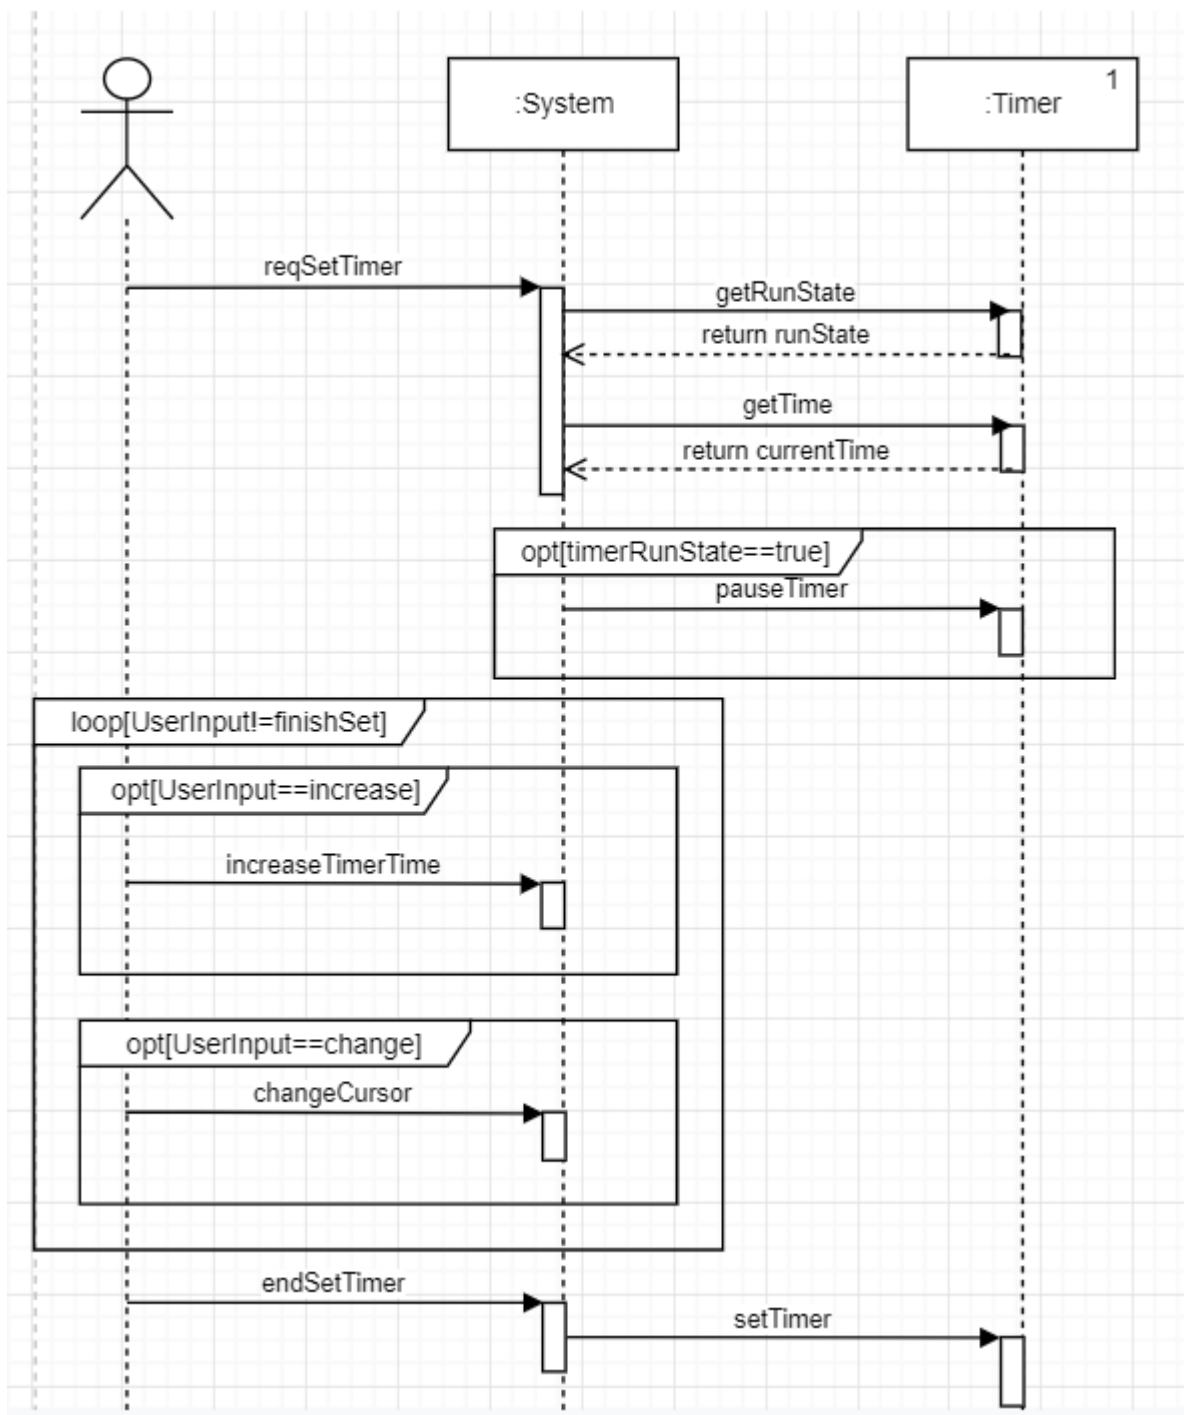 :System
:Timer
1
reqSetTimer
getRunState
return runState
getTime
return currentTime
opt[timerRunState==true]
pauseTimer
loop[UserInput!=finishSet]
opt[UserInput==increase]
increaseTimerTime
opt[UserInput==change]
changeCursor
endSetTimer
setTimer